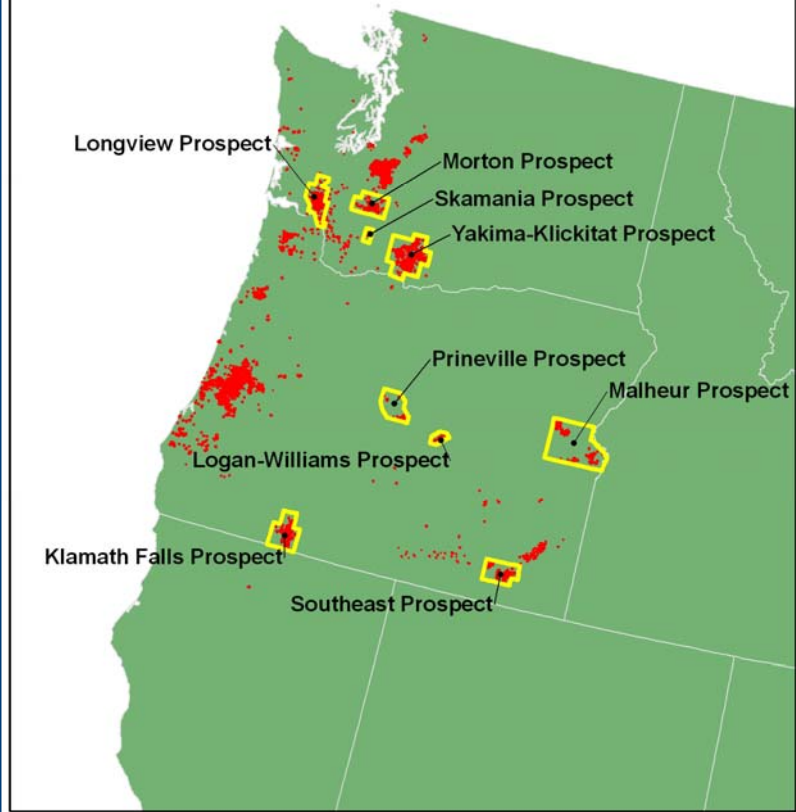 Longview Prospect
Morton Prospect
Skamania Prospect
Yakima-Klickitat Prospect
Prineville Prospect
Malheur Prospect
Logan-Williams Prospect
Klamath Falls Prospect
Southeast Prospect